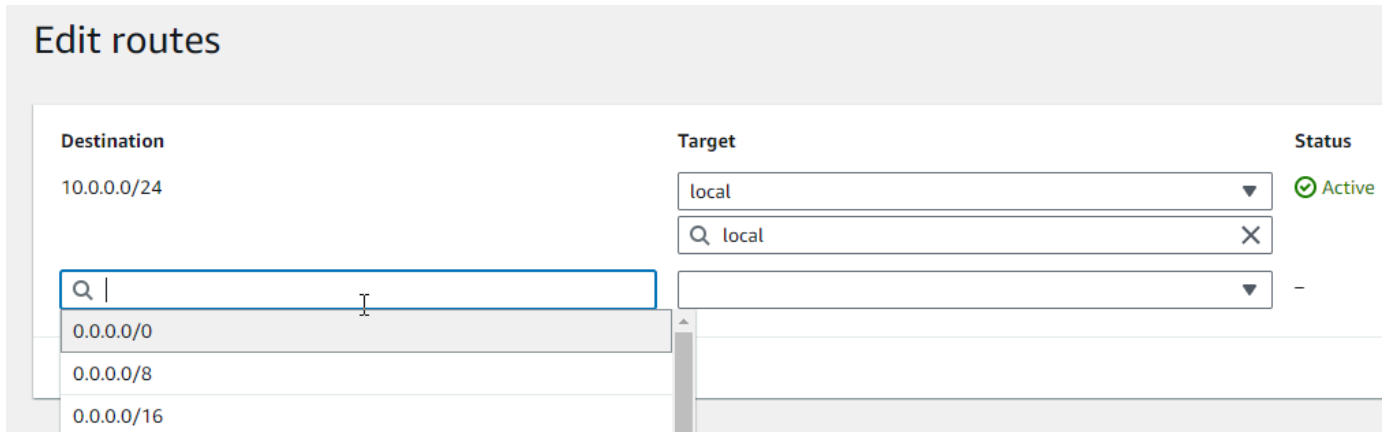 Edit routes
Destination Target Status
10.0.0.0/24 local Active
local
–
0.0.0.0/0
0.0.0.0/8
0.0.0.0/16